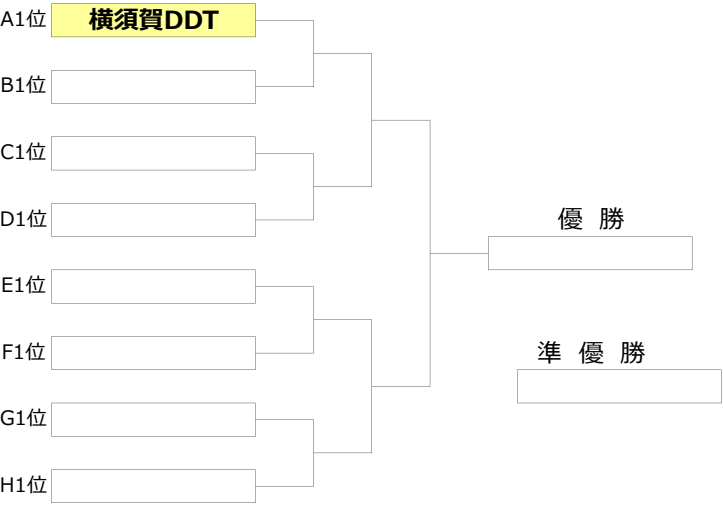 A1位 横須賀DDT
B1位
C1位
D1位
優 勝
E1位
F1位
準 優 勝
G1位
H1位